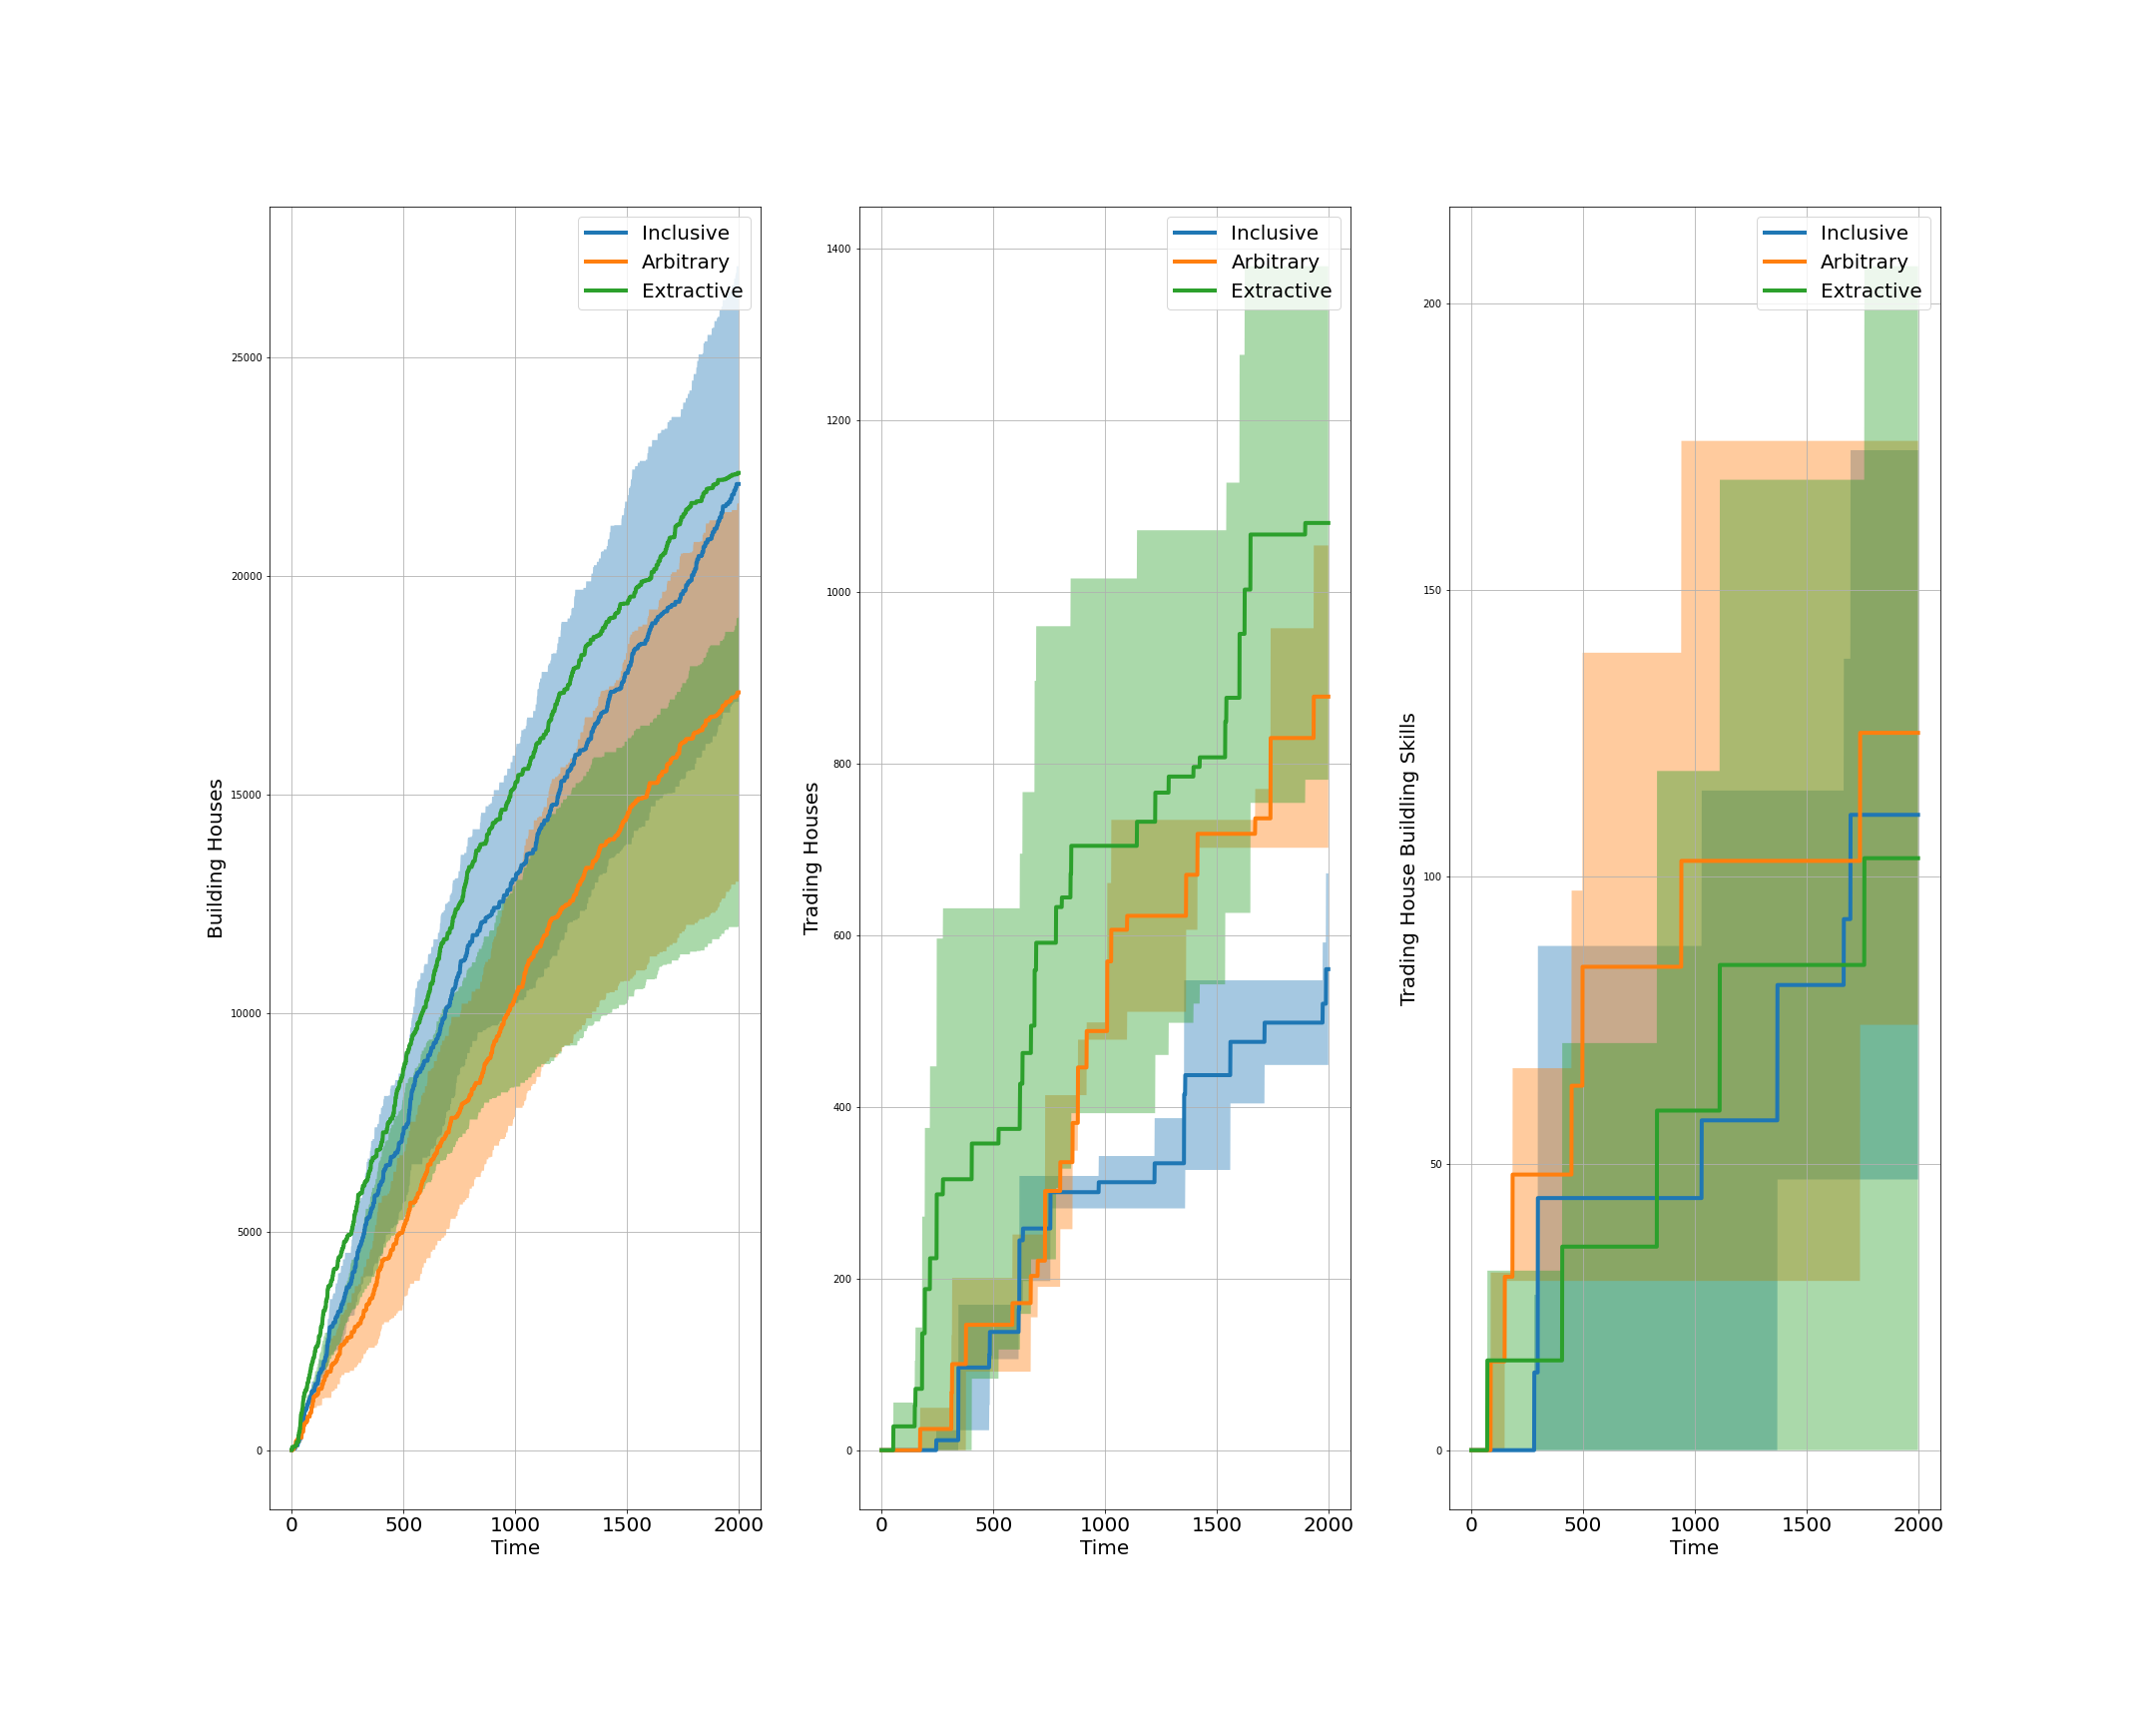 Building Houses
25000
20000
15000
10000
5000
0
0 500 1000 1500 2000
Time
Inclusive
Arbitrary
Extractive
Trading Houses
1400
1200
1000
800
600
400
200
0
0 500 1000 1500 2000
Time
Inclusive
Arbitrary
Extractive
Trading House Buildling Skills
200
150
100
50
0
0 500 1000 1500 2000
Time
Inclusive
Arbitrary
Extractive